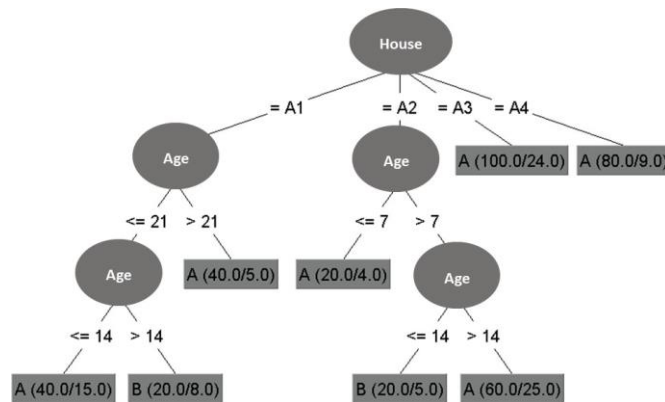 House
= A1
= A2
= A3
= A4
Age
Age
A (100.0/24.0)
A (80.0/9.0)
<= 21
> 21
<= 7
> 7
Age
A (40.0/5.0)
A (20.0/4.0)
Age
<= 14
> 14
<= 14
> 14
A (40.0/15.0)
B (20.0/8.0)
B (20.0/5.0)
A (60.0/25.0)